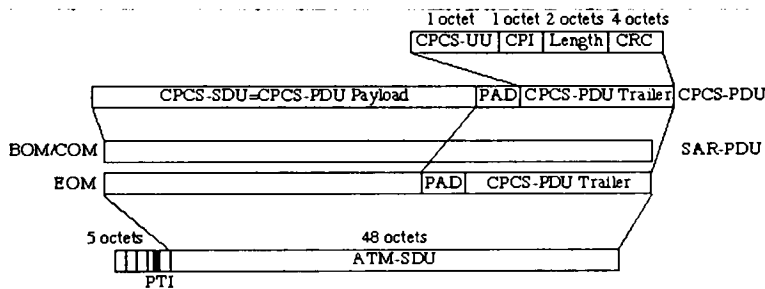 1 octet 1 octet 2 octets 4 octets
CPCS-UU CPI Length CRC
CPCS-SDU=CPCS-PDU Payload PAD CPCS-PDU Trailer CPCS-PDU
BOM/COM SAR-PDU
EOM PAD CPCS-PDU Trailer
5 octets 48 octets
ATM-SDU
PTI